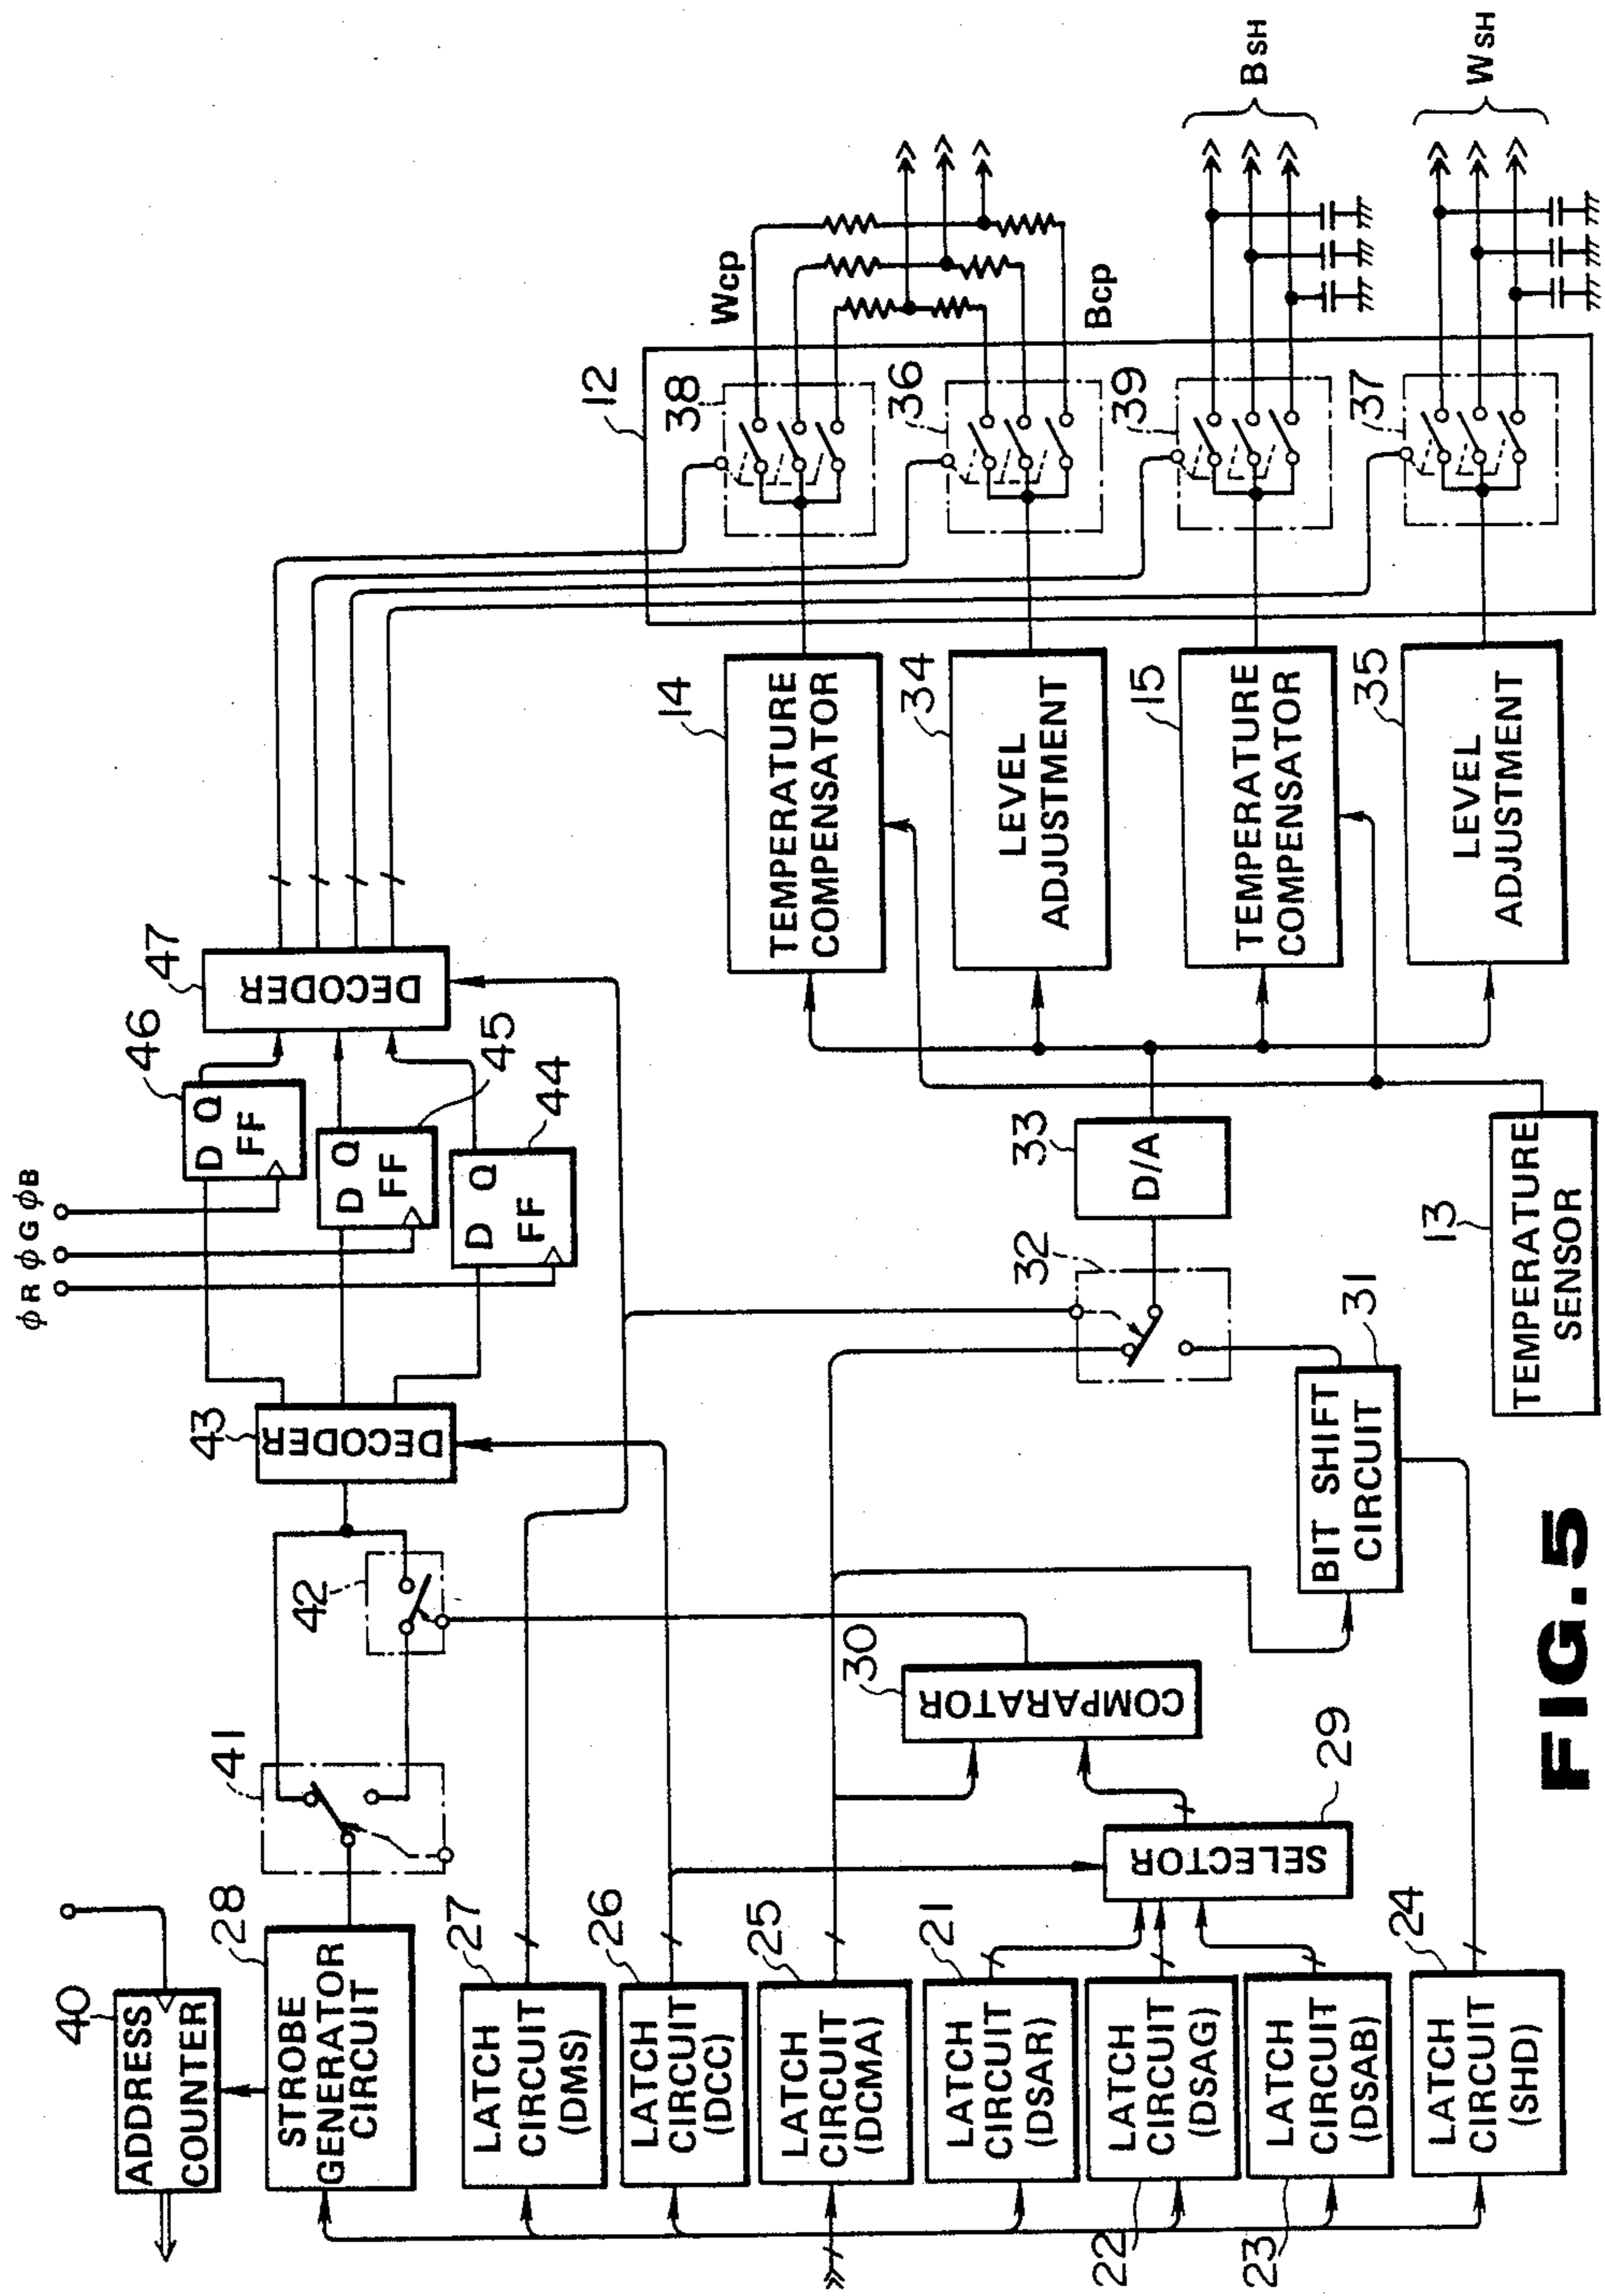 40
ADDRESS
COUNTER
28
STROBE
GENERATOR
CIRCUIT
27
LATCH
CIRCUIT
(DMS)
26
LATCH
CIRCUIT
(DCC)
25
LATCH
CIRCUIT
(DCMA)
21
LATCH
CIRCUIT
(DSAR)
22
LATCH
CIRCUIT
(DSAG)
23
LATCH
CIRCUIT
(DSAB)
24
LATCH
CIRCUIT
(SHD)
41
42
29
SELECTOR
30
COMPARATOR
31
BIT SHIFT
CIRCUIT
32
33
D/A
13
TEMPERATURE
SENSOR
43
DECODER
φR
φG
φB
46
D Q
FF
45
D Q
FF
44
D Q
FF
47
DECODER
14
TEMPERATURE
COMPENSATOR
34
LEVEL
ADJUSTMENT
15
TEMPERATURE
COMPENSATOR
35
LEVEL
ADJUSTMENT
12
38
36
39
37
Wcp
Bcp
BSH
WSH
FIG.5